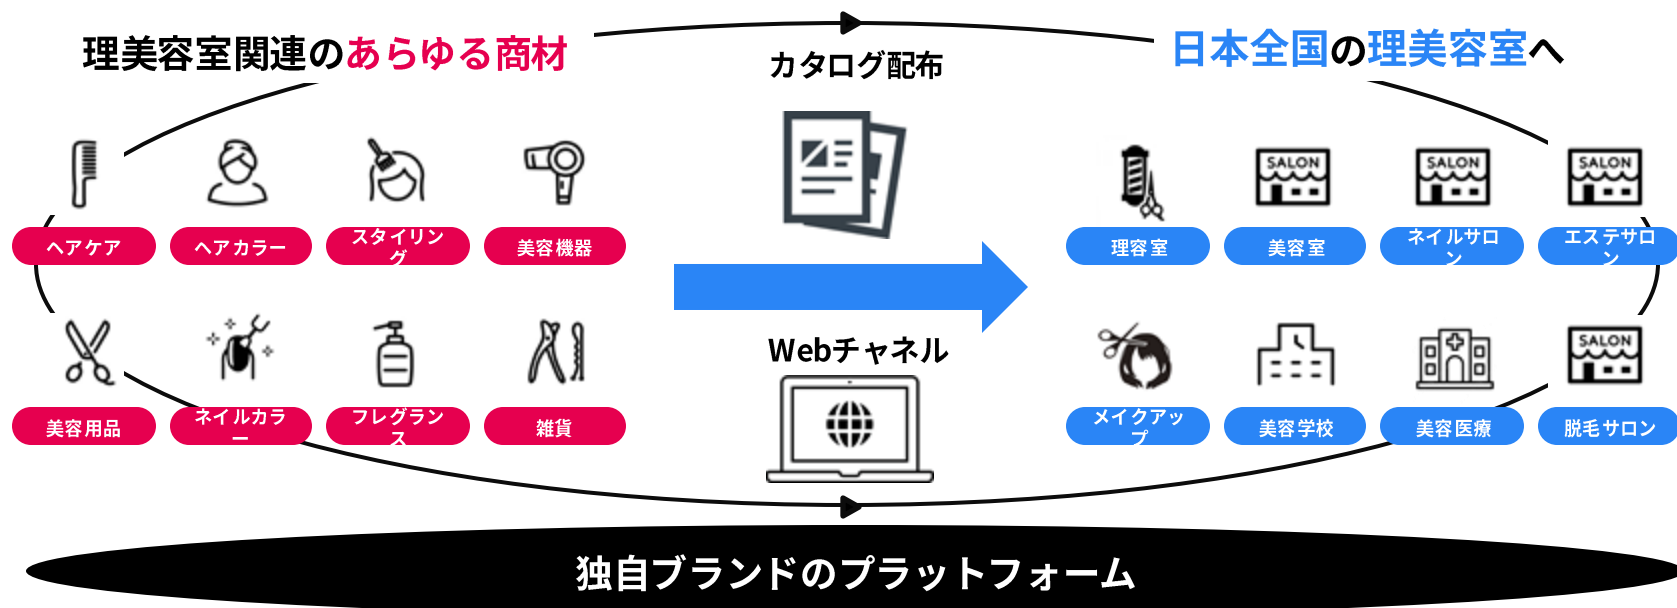 理美容室関連のあらゆる商材
カタログ配布
日本全国の理美容室へ
SALON
SALON
SALON
ヘアケア
ヘアカラー
スタイリン
グ
美容機器
理容室
美容室
ネイルサロ
ン
エステサロ
ン
Webチャネル
SALON
美容用品
ネイルカラ
ー
フレグラン
ス
雑貨
メイクアッ
プ
美容学校
美容医療
脱毛サロン
独自ブランドのプラットフォーム